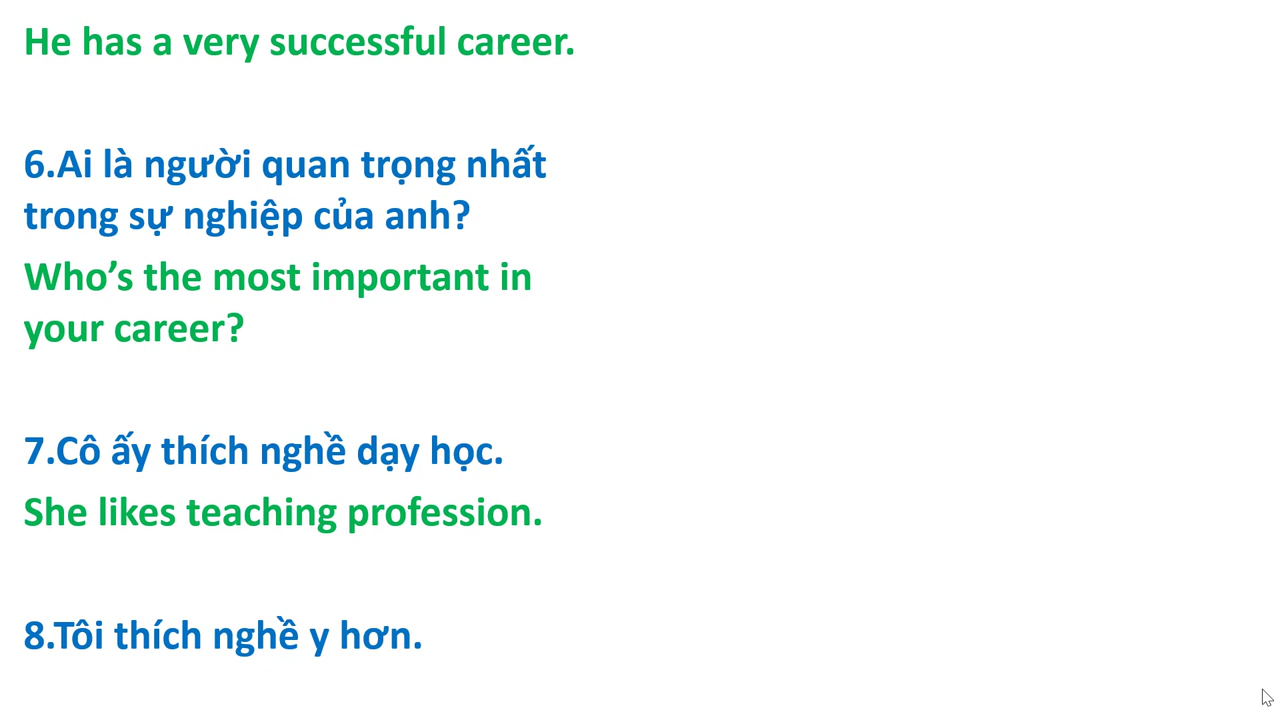 He has a very successful career.
6.Ai là người quan trọng nhất
trong sự nghiệp của anh?
Who’s the most important in
your career?
7.Cô ấy thích nghề dạy học.
She likes teaching profession.
8.Tôi thích nghề y hơn.